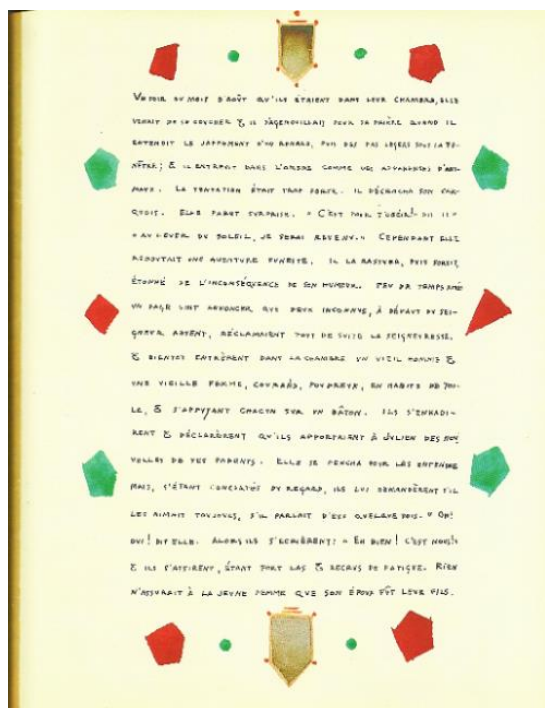 UN SOIR DU MOIS D'AOÛT QU'ILS ÉTAIENT DANS LEUR CHAMBRE, ELLE
VENAIT DE SE COUCHER & IL S'AGENOUILLAIT POUR SA PRIÈRE QUAND IL
ENTENDIT LE JAPPEMENT D'UN RENARD, PUIS DES PAS LÉGERS SOUS LA FE-
NÊTRE; & IL ENTREVIT DANS L'OMBRE COMME DES APPARENCES D'ANI-
MAUX. LA TENTATION ÉTAIT TROP FORTE. IL DÉCROCHA SON CAR-
QUOIS. ELLE PARUT SURPRISE. « C'EST POUR T'OBÉIR! DIT IL »
« AU LEVER DU SOLEIL, JE SERAI REVENU. » CEPENDANT ELLE
REDOUTAIT UNE AVENTURE FUNESTE. IL LA RASSURA, PUIS SORTIT,
ÉTONNÉ DE L'INCONSÉQUENCE DE SON HUMEUR. PEU DE TEMPS APRÈS
UN PAGE VINT ANNONCER QUE DEUX INCONNUS, À DÉFAUT DU SEI-
GNEUR ABSENT, RÉCLAMAIENT TOUT DE SUITE LA SEIGNEURESSE.
& BIENTÔT ENTRÈRENT DANS LA CHAMBRE UN VIEIL HOMME &
UNE VIEILLE FEMME, COURBÉS, POUDREUX, EN HABITS DE TOI-
LE, & S'APPUYANT CHACUN SUR UN BÂTON. ILS S'ENHARDI-
RENT & DÉCLARÈRENT QU'ILS APPORTAIENT À JULIEN DES NOU
VELLES DE SES PARENTS. ELLE SE PENCHA POUR LES ENTENDRE
MAIS, S'ÉTANT CONCERTÉS DU REGARD, ILS LUI DEMANDÈRENT S'IL
LES AIMAIT TOUJOURS, S'IL PARLAIT D'EUX QUELQUE FOIS. « OH!
OUI! DIT ELLE. ALORS ILS S'ÉCRIÈRENT: « EH BIEN! C'EST NOUS! »
& ILS S'ASSIRENT, ÉTANT FORT LAS & RECRUS DE FATIGUE. RIEN
N'ASSURAIT À LA JEUNE FEMME QUE SON ÉPOUX FÛT LEUR FILS.